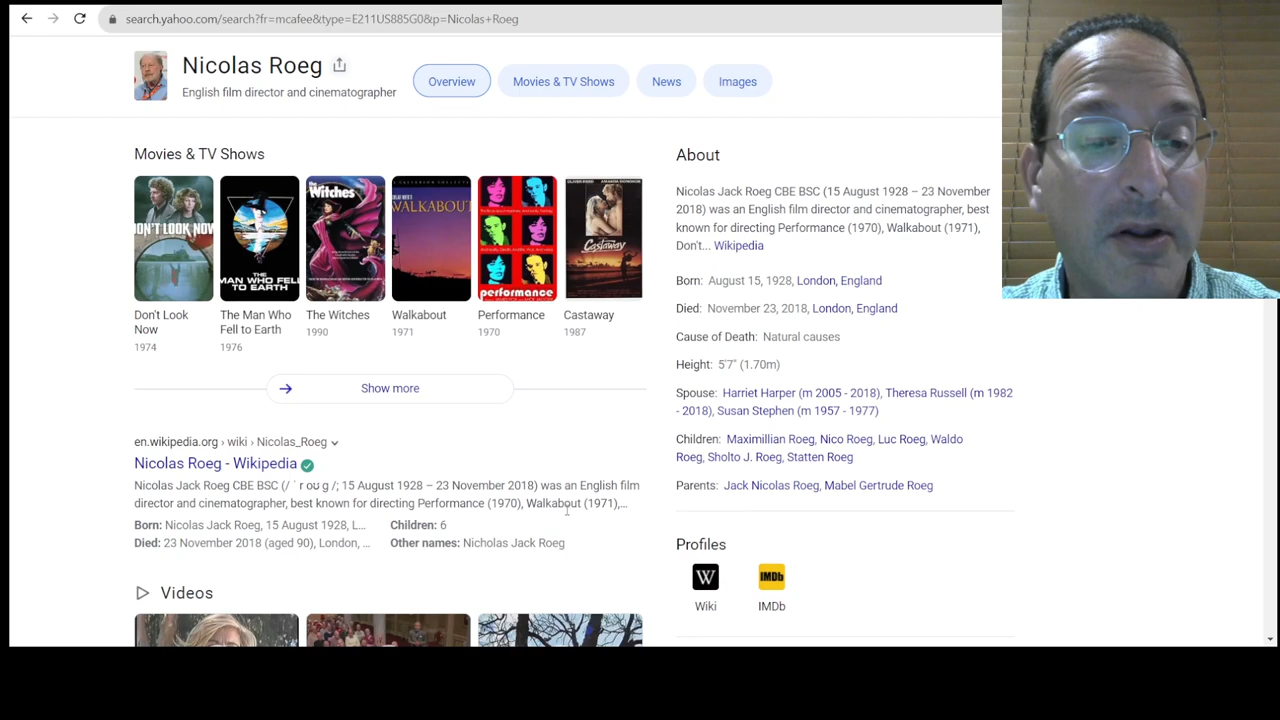 search.yahoo.com/search?fr=mcafee&type=E211US885G0&p=Nicolas+Roeg
Nicolas Roeg
English film director and cinematographer
Overview
Movies & TV Shows
News
Images
Movies & TV Shows
DON'T LOOK NOW
THE
MAN WHO FELL
TO EARTH
The Witches
WALKABOUT
performance
Castaway
Don't Look
Now
1974
The Man Who
Fell to Earth
1976
The Witches
1990
Walkabout
1971
Performance
1970
Castaway
1987
Show more
en.wikipedia.org › wiki › Nicolas_Roeg
Nicolas Roeg - Wikipedia
Nicolas Jack Roeg CBE BSC (/ ˈ r oʊ ɡ /; 15 August 1928 – 23 November 2018) was an English film
director and cinematographer, best known for directing Performance (1970), Walkabout (1971),...
Born: Nicolas Jack Roeg, 15 August 1928, L...
Children: 6
Died: 23 November 2018 (aged 90), London, ...
Other names: Nicholas Jack Roeg
Videos
About
Nicolas Jack Roeg CBE BSC (15 August 1928 – 23 November
2018) was an English film director and cinematographer, best
known for directing Performance (1970), Walkabout (1971),
Don't... Wikipedia
Born: August 15, 1928, London, England
Died: November 23, 2018, London, England
Cause of Death: Natural causes
Height: 5'7" (1.70m)
Spouse: Harriet Harper (m 2005 - 2018), Theresa Russell (m 1982
- 2018), Susan Stephen (m 1957 - 1977)
Children: Maximillian Roeg, Nico Roeg, Luc Roeg, Waldo
Roeg, Sholto J. Roeg, Statten Roeg
Parents: Jack Nicolas Roeg, Mabel Gertrude Roeg
Profiles
W
IMDb
Wiki
IMDb